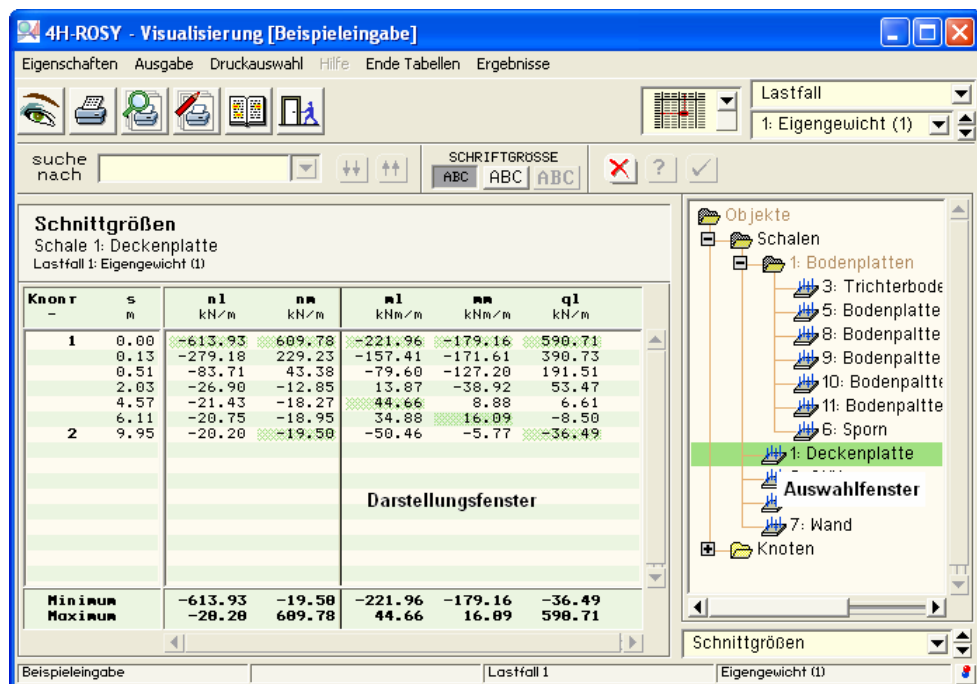 4H-ROSY - Visualisierung [Beispieleingabe]
Eigenschaften Ausgabe Druckauswahl Hilfe Ende Tabellen Ergebnisse
Lastfall
1: Eigengewicht (1)
suche
nach
SCHRIFTGRÖSSE
ABC ABC ABC
?
Schnittgrößen
Schale 1: Deckenplatte
Lastfall 1: Eigengewicht (1)
Knonr s nl nm ml mm ql
– m kN/m kN/m kNm/m kNm/m kN/m
1 0.00 -613.93 609.78 -221.96 -179.16 590.71
0.13 -279.18 229.23 -157.41 -171.61 390.73
0.51 -83.71 43.38 -79.60 -127.20 191.51
2.03 -26.90 -12.85 13.87 -38.92 53.47
4.57 -21.43 -18.27 44.66 8.88 6.61
6.11 -20.75 -18.95 34.88 16.09 -8.50
2 9.95 -20.20 -19.50 -50.46 -5.77 -36.49
Darstellungsfenster
Minimum -613.93 -19.50 -221.96 -179.16 -36.49
Maximum -20.20 609.78 44.66 16.09 590.71
Objekte
Schalen
1: Bodenplatten
3: Trichterbode
5: Bodenplatte
8: Bodenpaltte
9: Bodenpaltte
10: Bodenpaltte
11: Bodenpaltte
6: Sporn
1: Deckenplatte
Auswahlfenster
7: Wand
Knoten
Schnittgrößen
Beispieleingabe Lastfall 1 Eigengewicht (1)